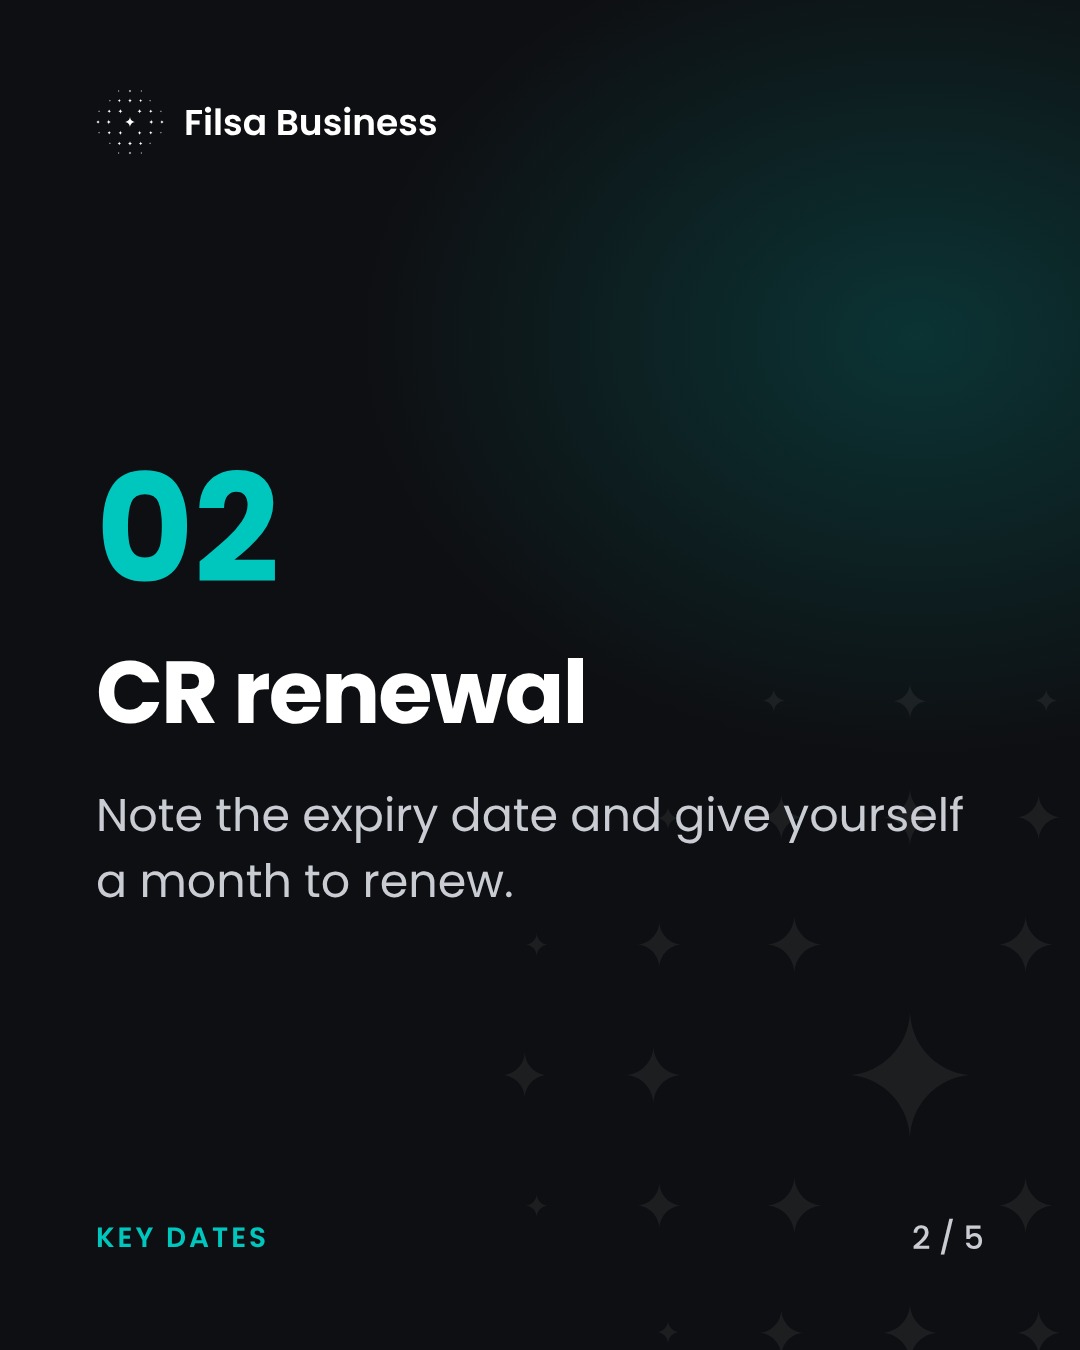 Filsa Business
02
CR renewal
Note the expiry date and give yourself
a month to renew.
KEY DATES
2 / 5